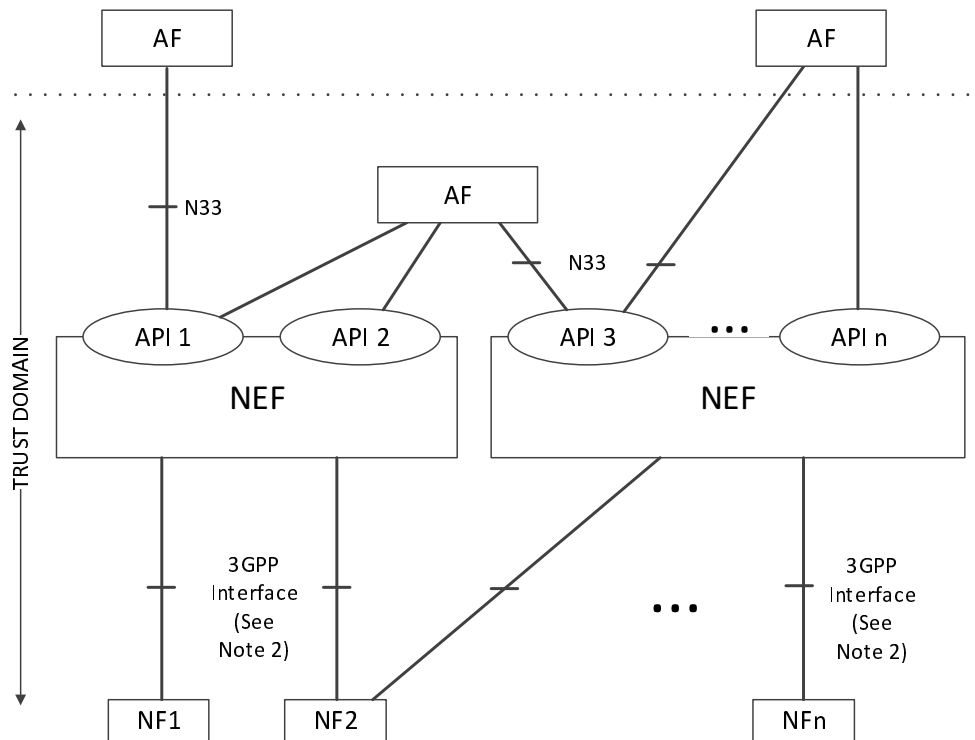 AF
AF
AF
N33
N33
API 1
API 2
API 3
...
API n
NEF
NEF
TRUST DOMAIN
3GPP
Interface
(See
Note 2)
...
3GPP
Interface
(See
Note 2)
NF1
NF2
NFn